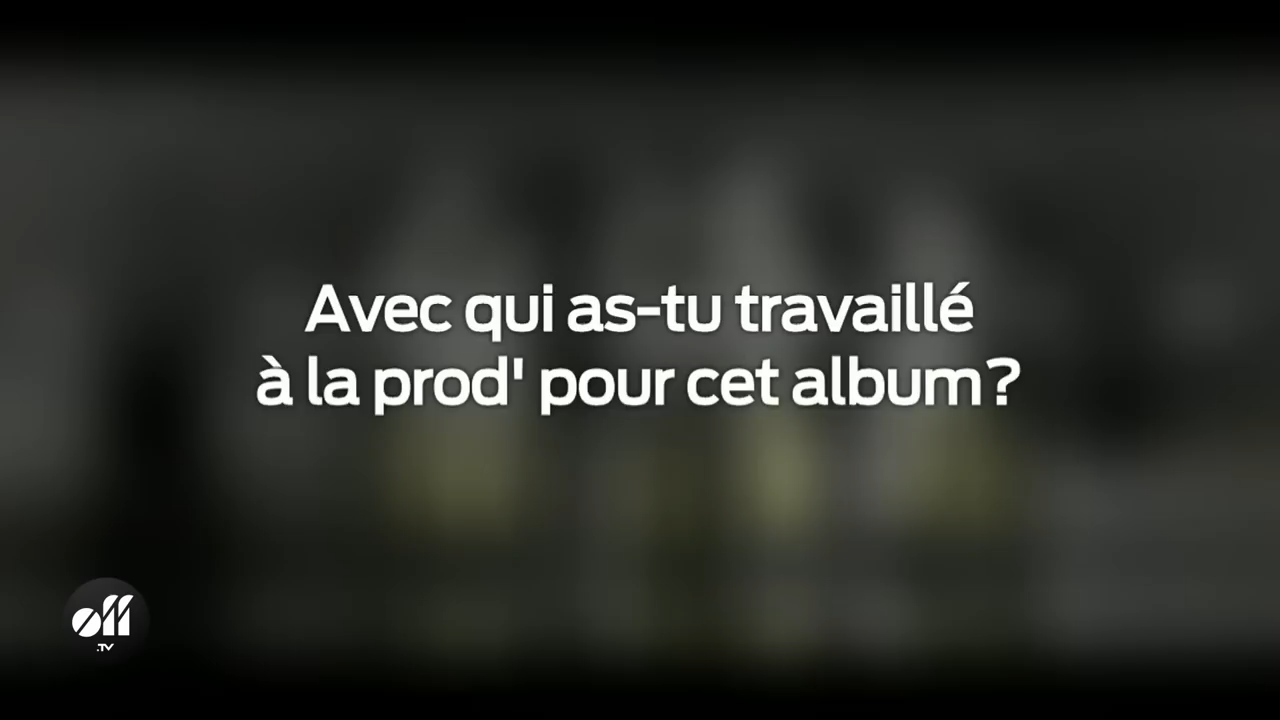 Avec qui as-tu travaillé
à la prod' pour cet album?
off
.TV